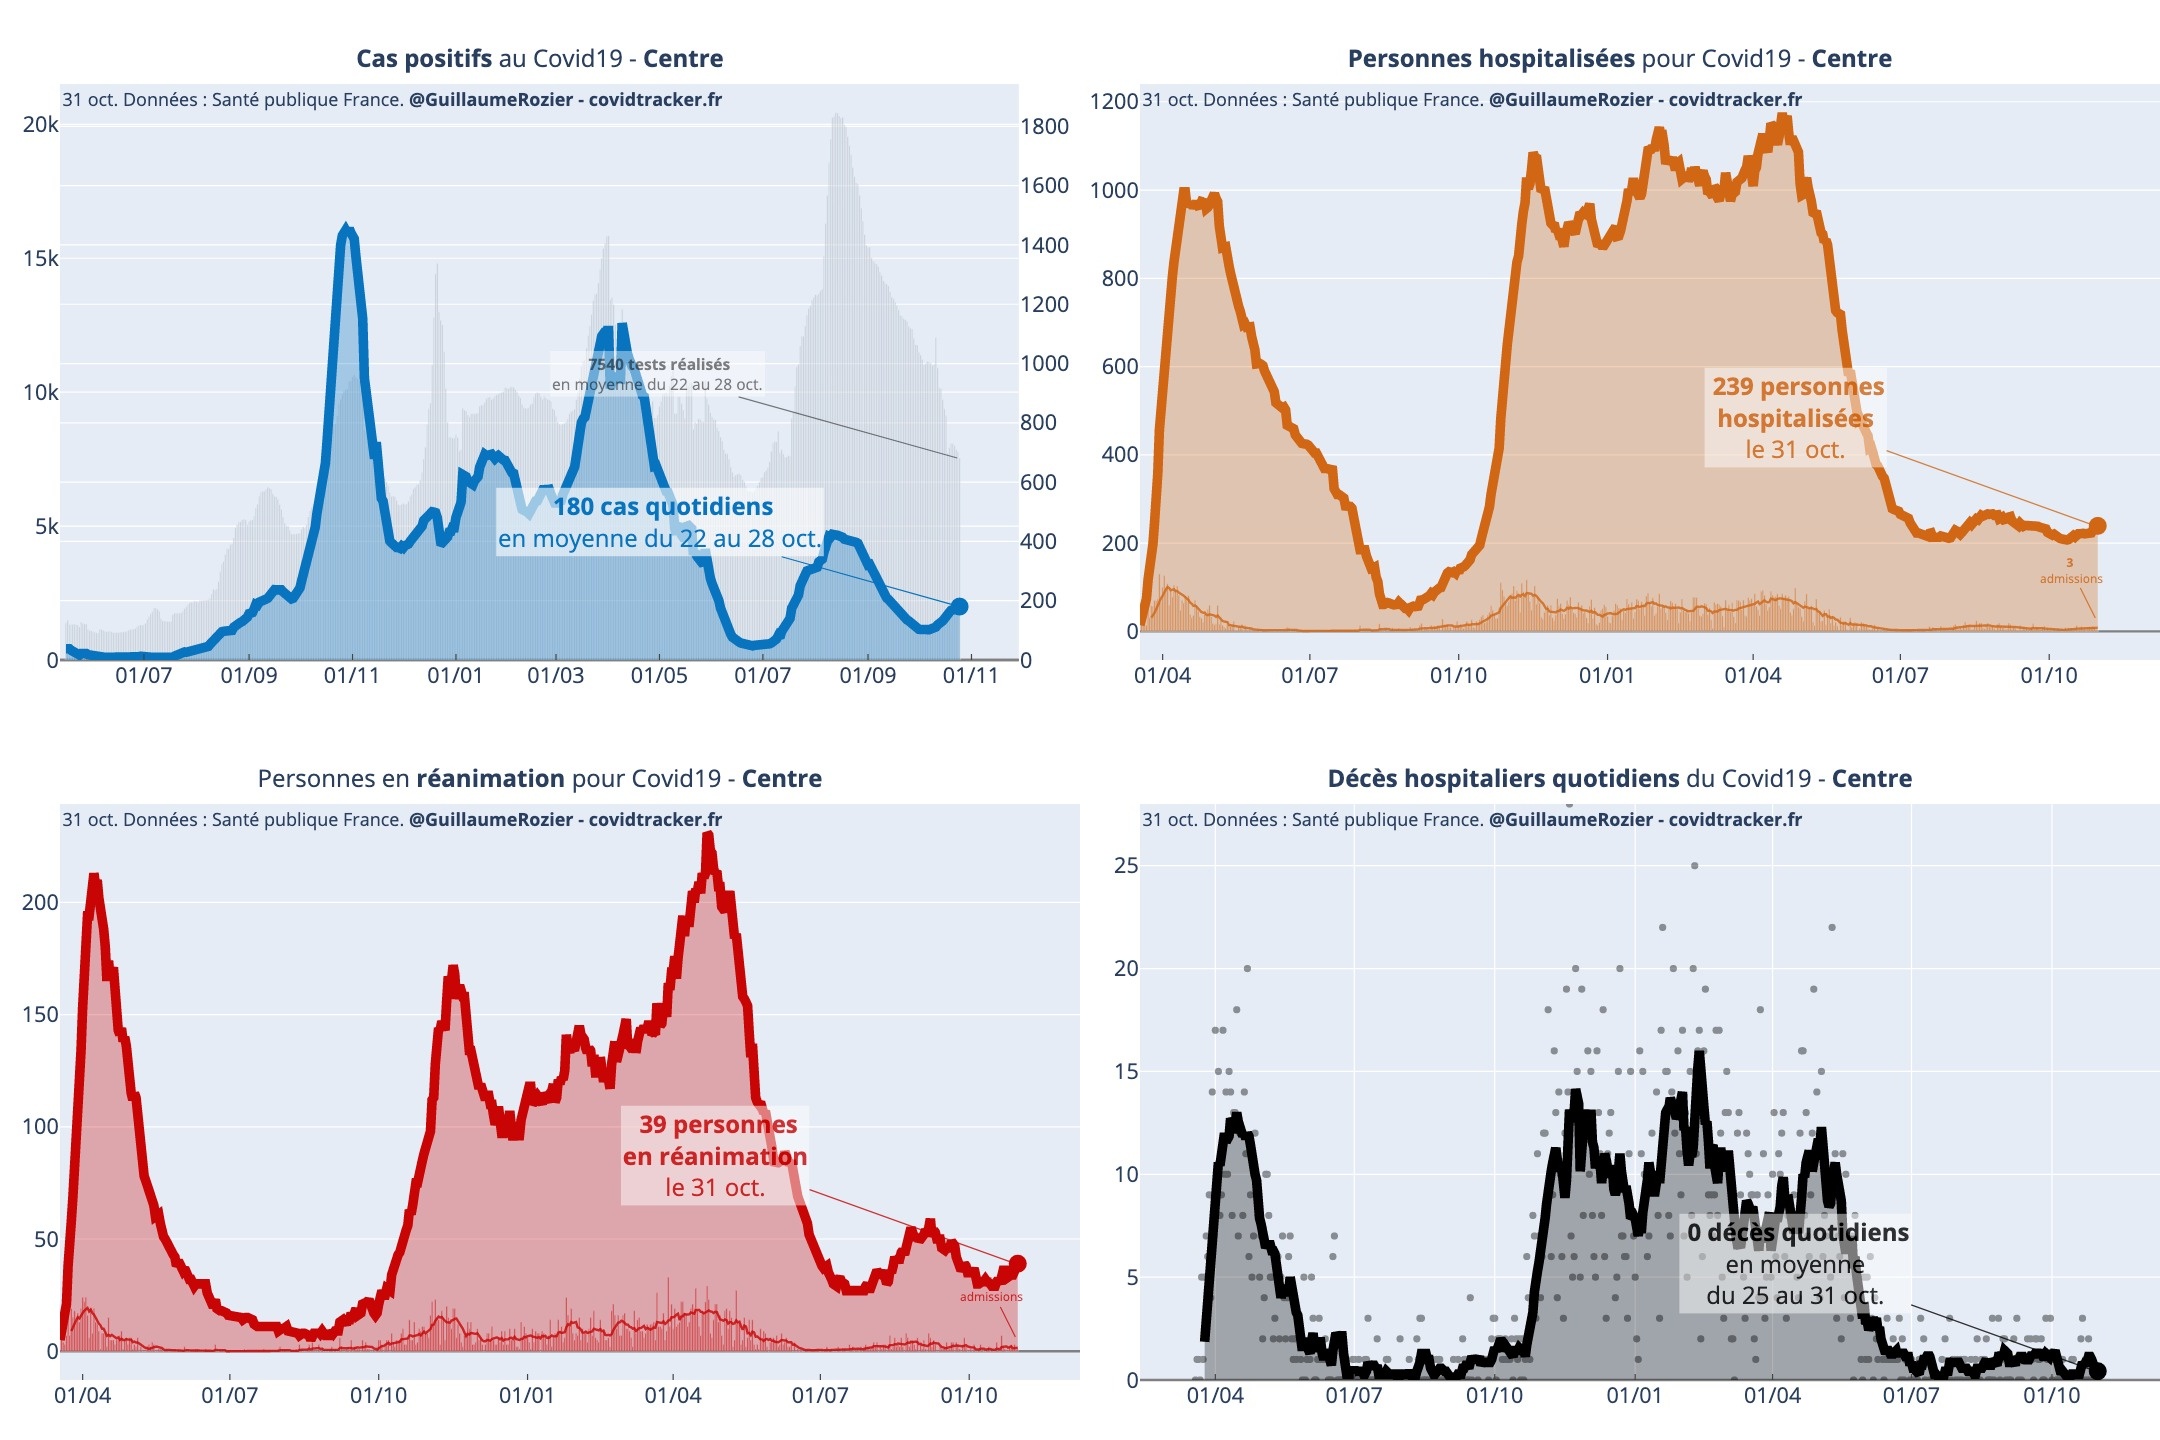 Cas positifs au Covid19 - Centre
31 oct. Données : Santé publique France. @GuillaumeRozier - covidtracker.fr
20k
15k
10k
5k
0
1800
1600
1400
1200
1000
800
600
400
200
0
7540 tests réalisés
en moyenne du 22 au 28 oct.
180 cas quotidiens
en moyenne du 22 au 28 oct.
01/07 01/09 01/11 01/01 01/03 01/05 01/07 01/09 01/11
Personnes hospitalisées pour Covid19 - Centre
31 oct. Données : Santé publique France. @GuillaumeRozier - covidtracker.fr
1200
1000
800
600
400
200
0
239 personnes
hospitalisées
le 31 oct.
3
admissions
01/04 01/07 01/10 01/01 01/04 01/07 01/10
Personnes en réanimation pour Covid19 - Centre
31 oct. Données : Santé publique France. @GuillaumeRozier - covidtracker.fr
200
150
100
50
0
39 personnes
en réanimation
le 31 oct.
admissions
01/04 01/07 01/10 01/01 01/04 01/07 01/10
Décès hospitaliers quotidiens du Covid19 - Centre
31 oct. Données : Santé publique France. @GuillaumeRozier - covidtracker.fr
25
20
15
10
5
0
0 décès quotidiens
en moyenne
du 25 au 31 oct.
01/04 01/07 01/10 01/01 01/04 01/07 01/10